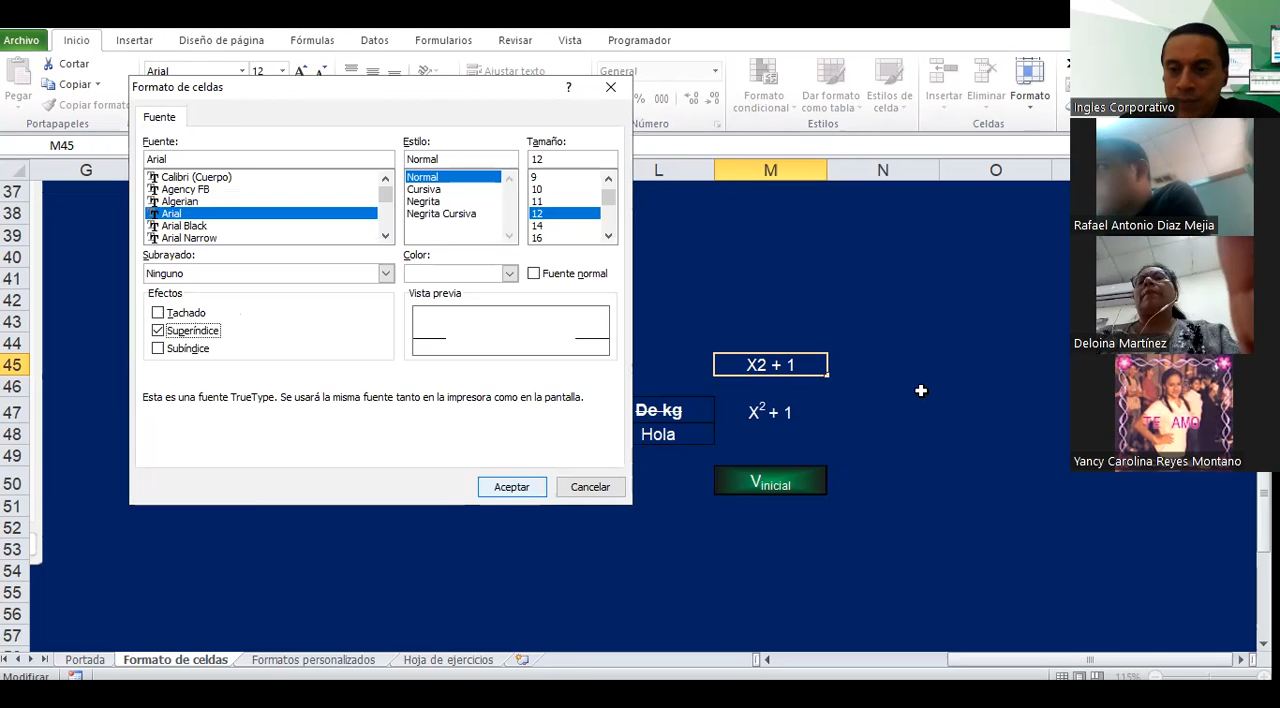 Archivo Inicio Insertar Diseño de página Fórmulas Datos Formularios Revisar Vista Programador
Cortar
Copiar
Copiar formato
Pegar
Portapapeles
Arial 12
Ajustar texto
General
% 000
Número
Formato condicional
Dar formato como tabla
Estilos de celda
Estilos
Insertar Eliminar Formato
Celdas
M45
Formato de celdas
?
Fuente
Fuente: Estilo: Tamaño:
Arial Normal 12
Calibri (Cuerpo) Normal 9
Agency FB Cursiva 10
Algerian Negrita 11
Arial Negrita Cursiva 12
Arial Black 14
Arial Narrow 16
Subrayado: Color:
Ninguno Fuente normal
Efectos Vista previa
Tachado
Superíndice
Subíndice
Esta es una fuente TrueType. Se usará la misma fuente tanto en la impresora como en la pantalla.
Aceptar Cancelar
G L M N O
37
38
39
40
41
42
43
44
45 X2 + 1
46
47 De kg X² + 1
48 Hola
49
50 Vinicial
51
52
53
54
55
56
57
Portada Formato de celdas Formatos personalizados Hoja de ejercicios
Modificar 115%
Ingles Corporativo
Rafael Antonio Diaz Mejia
Deloina Martínez
TE AMO
Yancy Carolina Reyes Montano